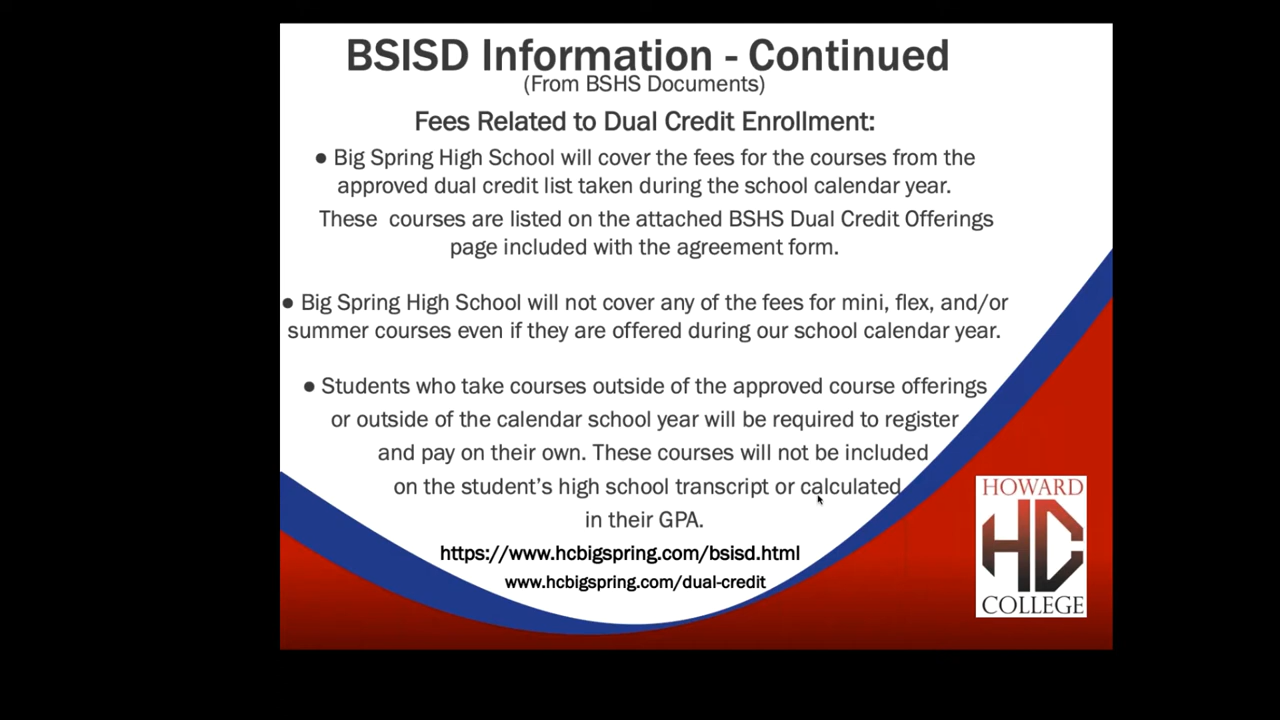 BSISD Information - Continued
(From BSHS Documents)
Fees Related to Dual Credit Enrollment:
● Big Spring High School will cover the fees for the courses from the
approved dual credit list taken during the school calendar year.
These courses are listed on the attached BSHS Dual Credit Offerings
page included with the agreement form.
● Big Spring High School will not cover any of the fees for mini, flex, and/or
summer courses even if they are offered during our school calendar year.
● Students who take courses outside of the approved course offerings
or outside of the calendar school year will be required to register
and pay on their own. These courses will not be included
on the student’s high school transcript or calculated
in their GPA.
https://www.hcbigspring.com/bsisd.html
www.hcbigspring.com/dual-credit
HOWARD
HC
COLLEGE